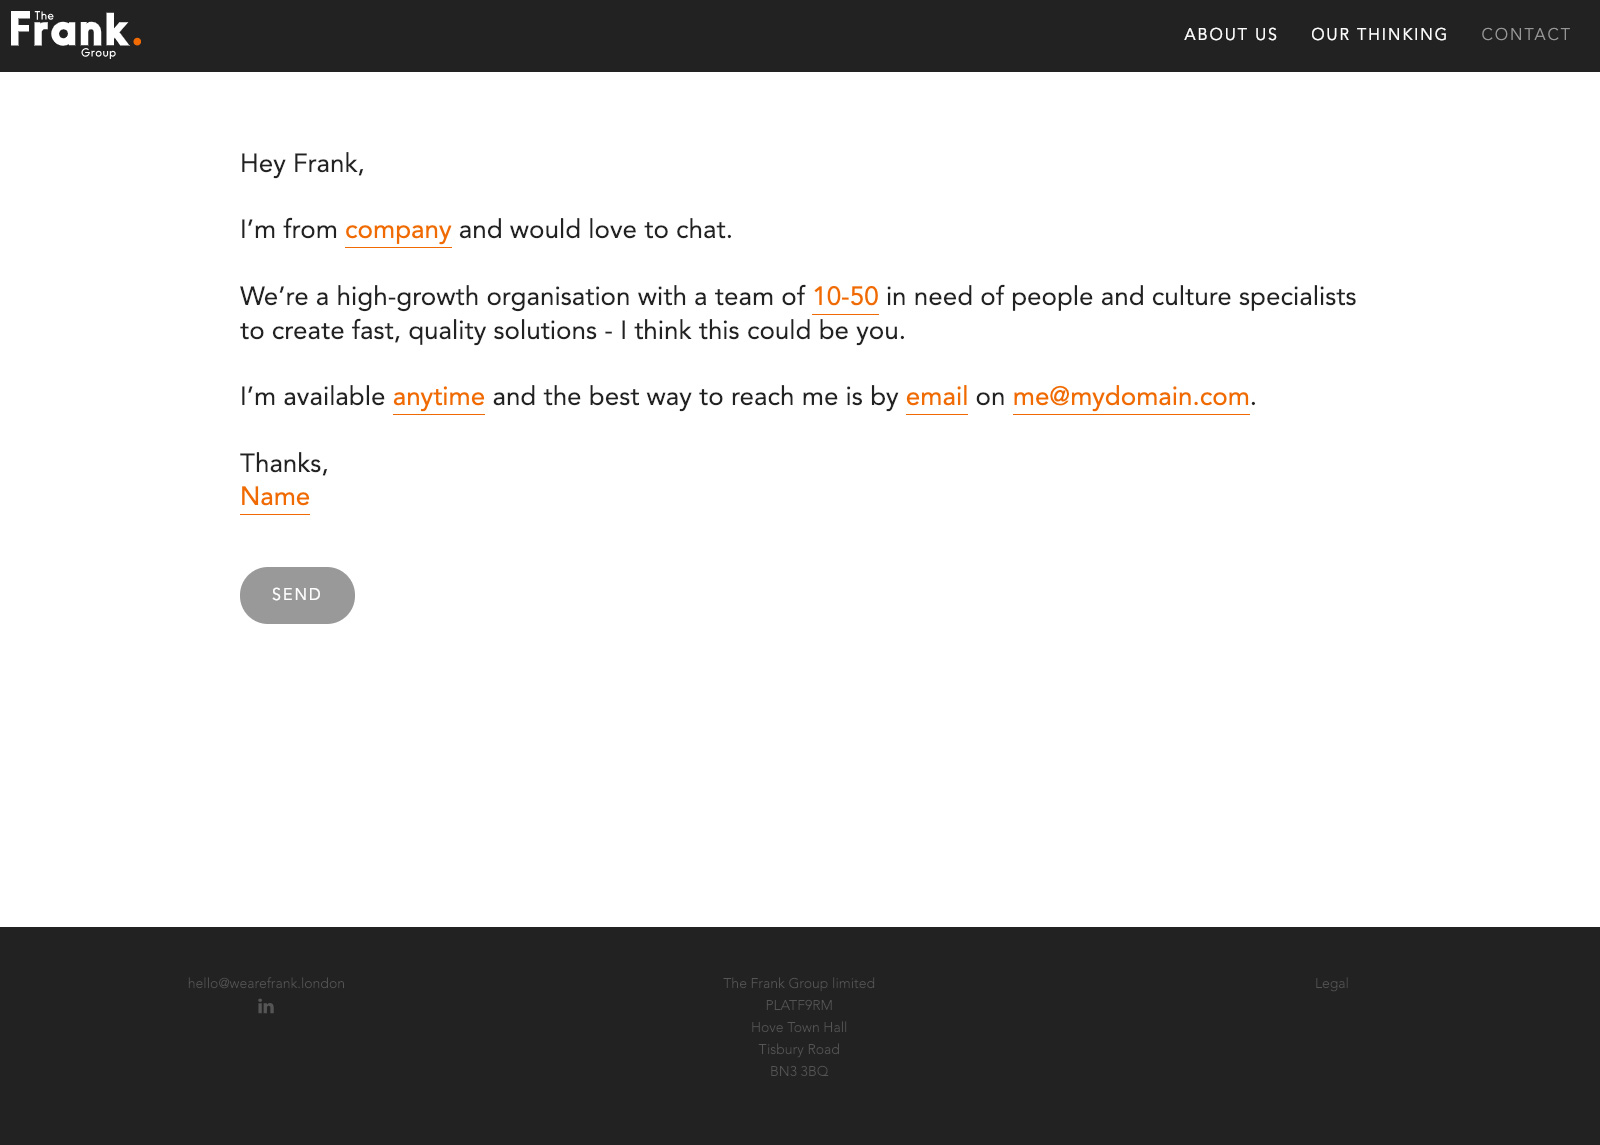 The
Frank.
Group
ABOUT US OUR THINKING CONTACT
Hey Frank,
I’m from company and would love to chat.
We’re a high-growth organisation with a team of 10-50 in need of people and culture specialists
to create fast, quality solutions - I think this could be you.
I’m available anytime and the best way to reach me is by email on me@mydomain.com.
Thanks,
Name
SEND
hello@wearefrank.london
in
The Frank Group limited
PLATF9RM
Hove Town Hall
Tisbury Road
BN3 3BQ
Legal